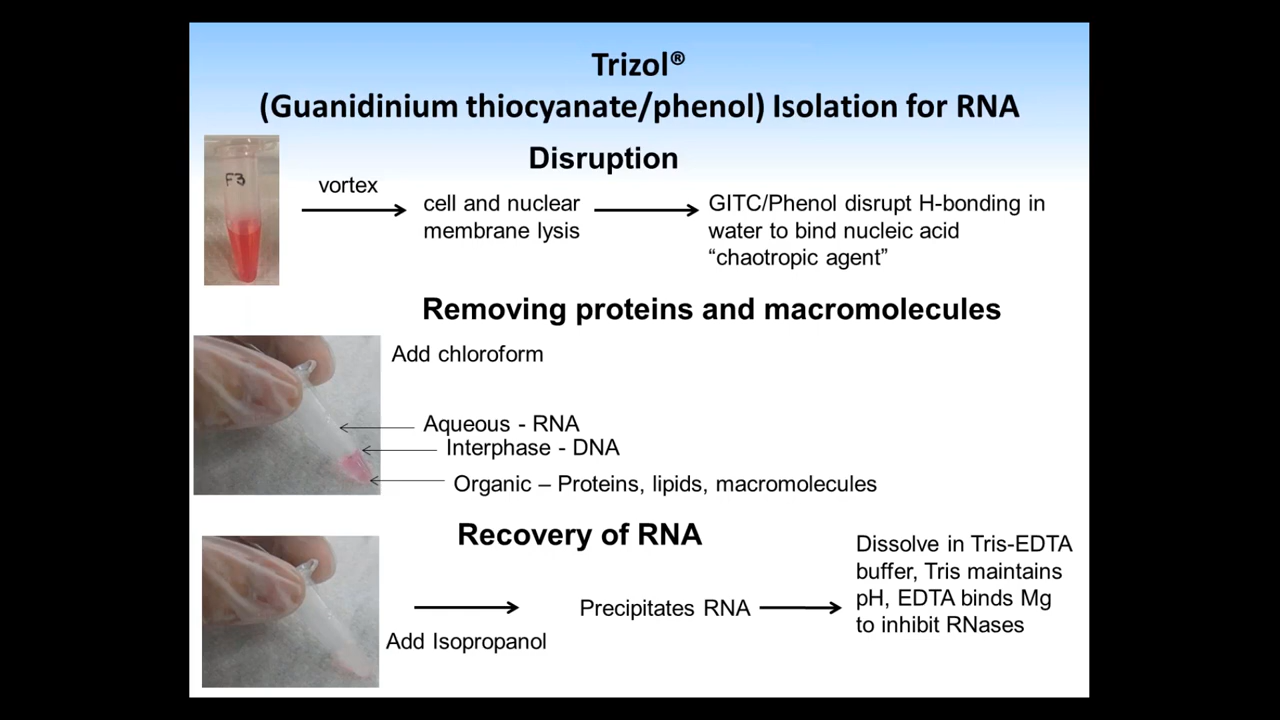 Trizol®
(Guanidinium thiocyanate/phenol) Isolation for RNA
Disruption
F3
vortex
cell and nuclear
membrane lysis
GITC/Phenol disrupt H-bonding in
water to bind nucleic acid
“chaotropic agent”
Removing proteins and macromolecules
Add chloroform
Aqueous - RNA
Interphase - DNA
Organic – Proteins, lipids, macromolecules
Recovery of RNA
Add Isopropanol
Precipitates RNA
Dissolve in Tris-EDTA
buffer, Tris maintains
pH, EDTA binds Mg
to inhibit RNases